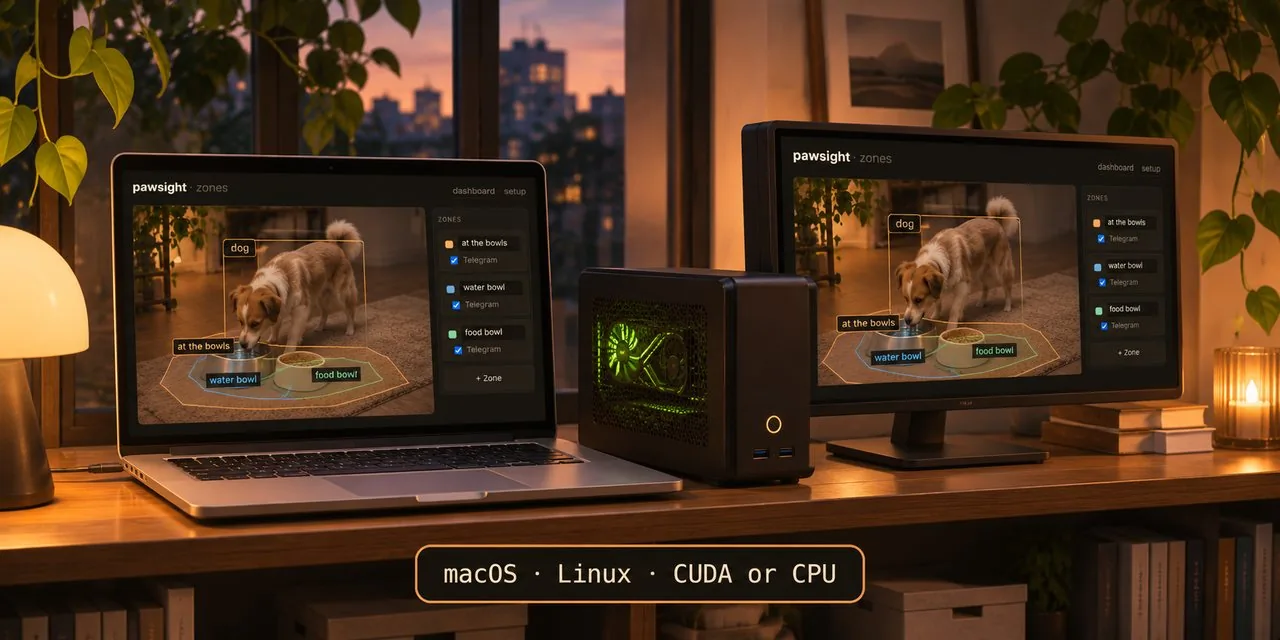 pawsight · zones
dashboard setup
dog
at the bowls
water bowl
food bowl
ZONES
at the bowls
Telegram
water bowl
Telegram
food bowl
Telegram
+ Zone
pawsight · zones
dashboard setup
dog
at the bowls
water bowl
food bowl
ZONES
at the bowls
Telegram
water bowl
Telegram
food bowl
Telegram
+ Zone
macOS · Linux · CUDA or CPU